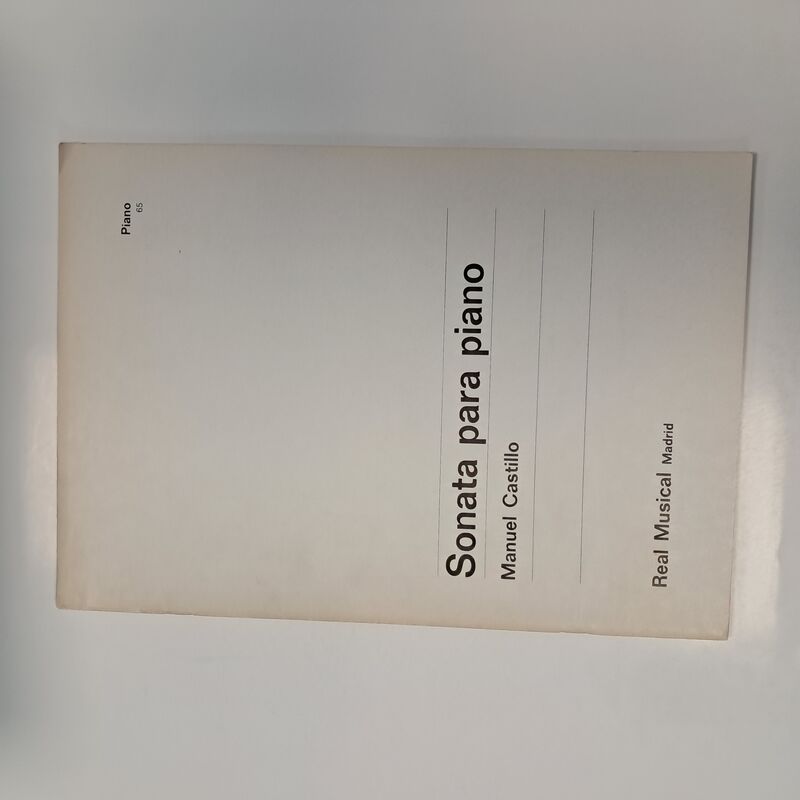 Piano
65
Sonata para piano
Manuel Castillo
Real Musical Madrid